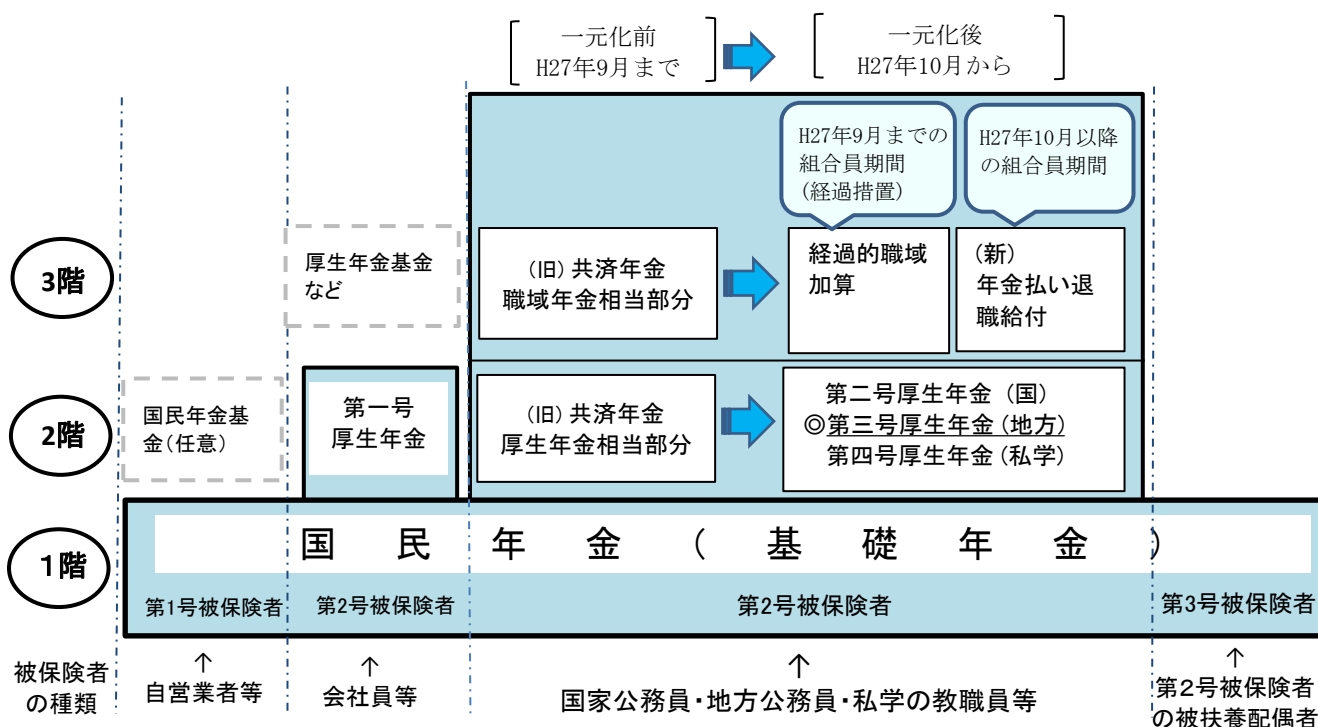 一元化前
H27年9月まで
一元化後
H27年10月から
H27年9月までの
組合員期間
(経過措置)
H27年10月以降
の組合員期間
3階
厚生年金基金
など
(旧)共済年金
職域年金相当部分
経過的職域
加算
(新)
年金払い退
職給付
2階
国民年金基
金(任意)
第一号
厚生年金
(旧)共済年金
厚生年金相当部分
第二号厚生年金(国)
◎第三号厚生年金(地方)
第四号厚生年金(私学)
1階
国民年金(基礎年金)
第1号被保険者
第2号被保険者
第2号被保険者
第3号被保険者
被保険者
の種類
↑
自営業者等
↑
会社員等
↑
国家公務員・地方公務員・私学の教職員等
↑
第2号被保険者
の被扶養配偶者